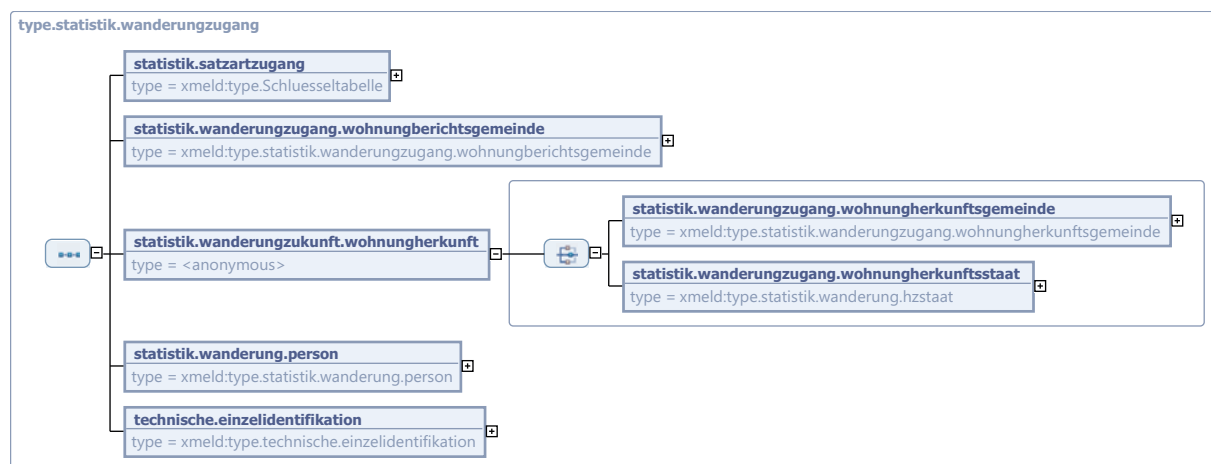 type.statistik.wanderungzugang
statistik.satzartzugang
type = xmeld:type.Schluesseltabelle
statistik.wanderungzugang.wohnungberichtsgemeinde
type = xmeld:type.statistik.wanderungzugang.wohnungberichtsgemeinde
statistik.wanderungzukunft.wohnungherkunft
type = <anonymous>
statistik.wanderungzugang.wohnungherkunftsgemeinde
type = xmeld:type.statistik.wanderungzugang.wohnungherkunftsgemeinde
statistik.wanderungzugang.wohnungherkunftsstaat
type = xmeld:type.statistik.wanderung.hzstaat
statistik.wanderung.person
type = xmeld:type.statistik.wanderung.person
technische.einzelidentifikation
type = xmeld:type.technische.einzelidentifikation